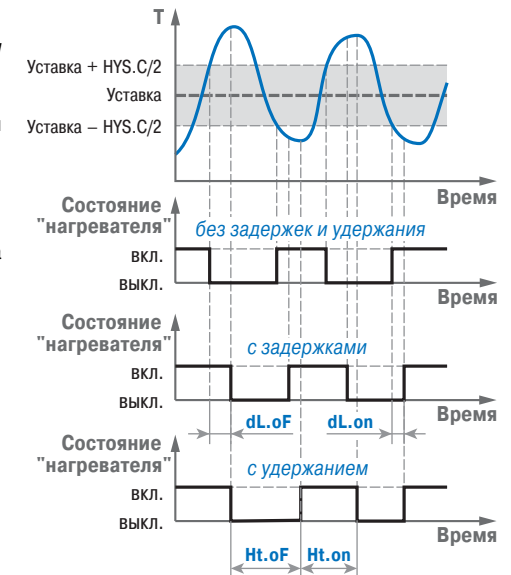 T
Уставка + HYS.C/2
Уставка
Уставка – HYS.C/2
Время
Состояние
"нагревателя"
без задержек и удержания
вкл.
выкл.
Время
Состояние
"нагревателя"
с задержками
вкл.
выкл.
dL.oF
dL.on
Время
Состояние
"нагревателя"
с удержанием
вкл.
выкл.
Время
Ht.oF
Ht.on